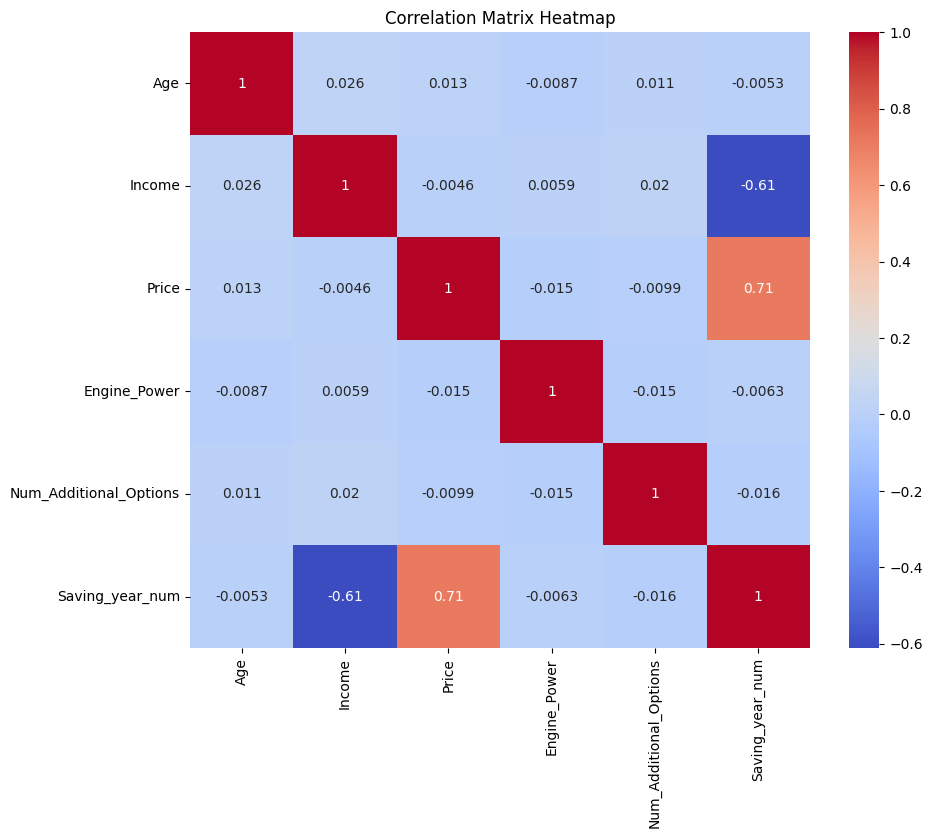 Correlation Matrix Heatmap
Age 1 0.026 0.013 -0.0087 0.011 -0.0053
Income 0.026 1 -0.0046 0.0059 0.02 -0.61
Price 0.013 -0.0046 1 -0.015 -0.0099 0.71
Engine_Power -0.0087 0.0059 -0.015 1 -0.015 -0.0063
Num_Additional_Options 0.011 0.02 -0.0099 -0.015 1 -0.016
Saving_year_num -0.0053 -0.61 0.71 -0.0063 -0.016 1
Age
Income
Price
Engine_Power
Num_Additional_Options
Saving_year_num
1.0
0.8
0.6
0.4
0.2
0.0
−0.2
−0.4
−0.6